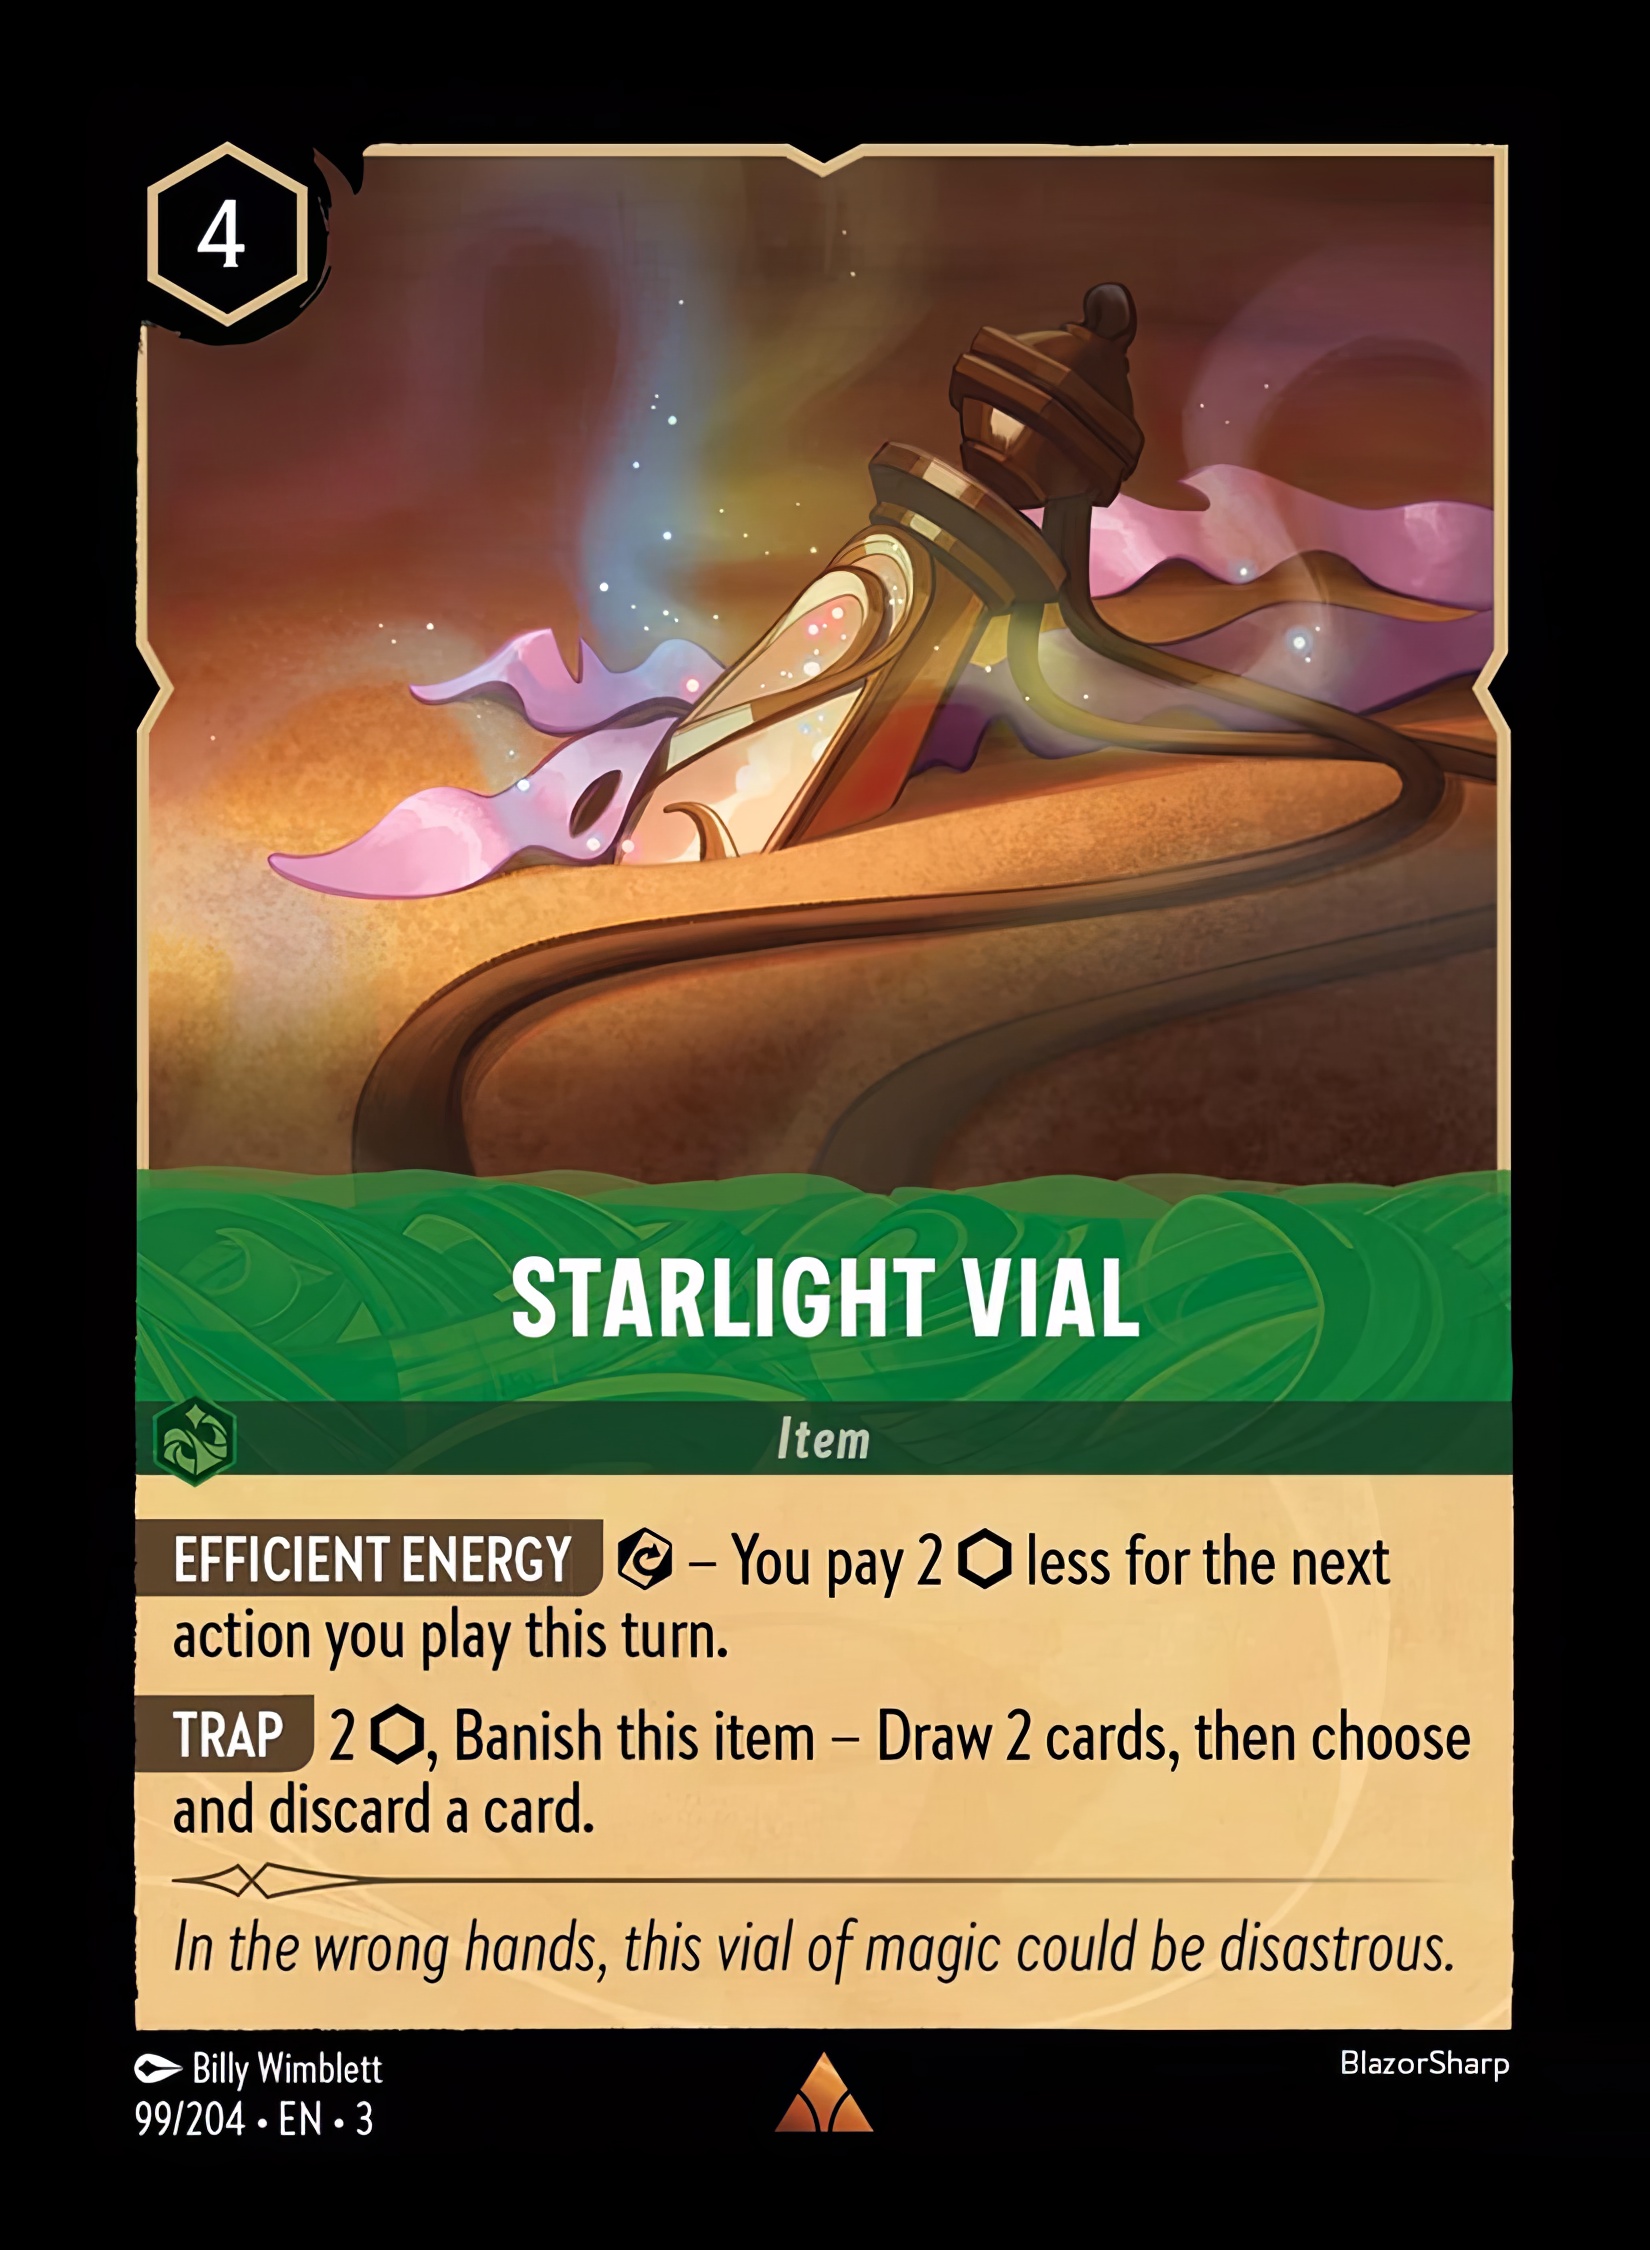 4
STARLIGHT VIAL
Item
EFFICIENT ENERGY – You pay 2 less for the next
action you play this turn.
TRAP 2 , Banish this item – Draw 2 cards, then choose
and discard a card.
In the wrong hands, this vial of magic could be disastrous.
Billy Wimblett
BlazorSharp
99/204 • EN • 3